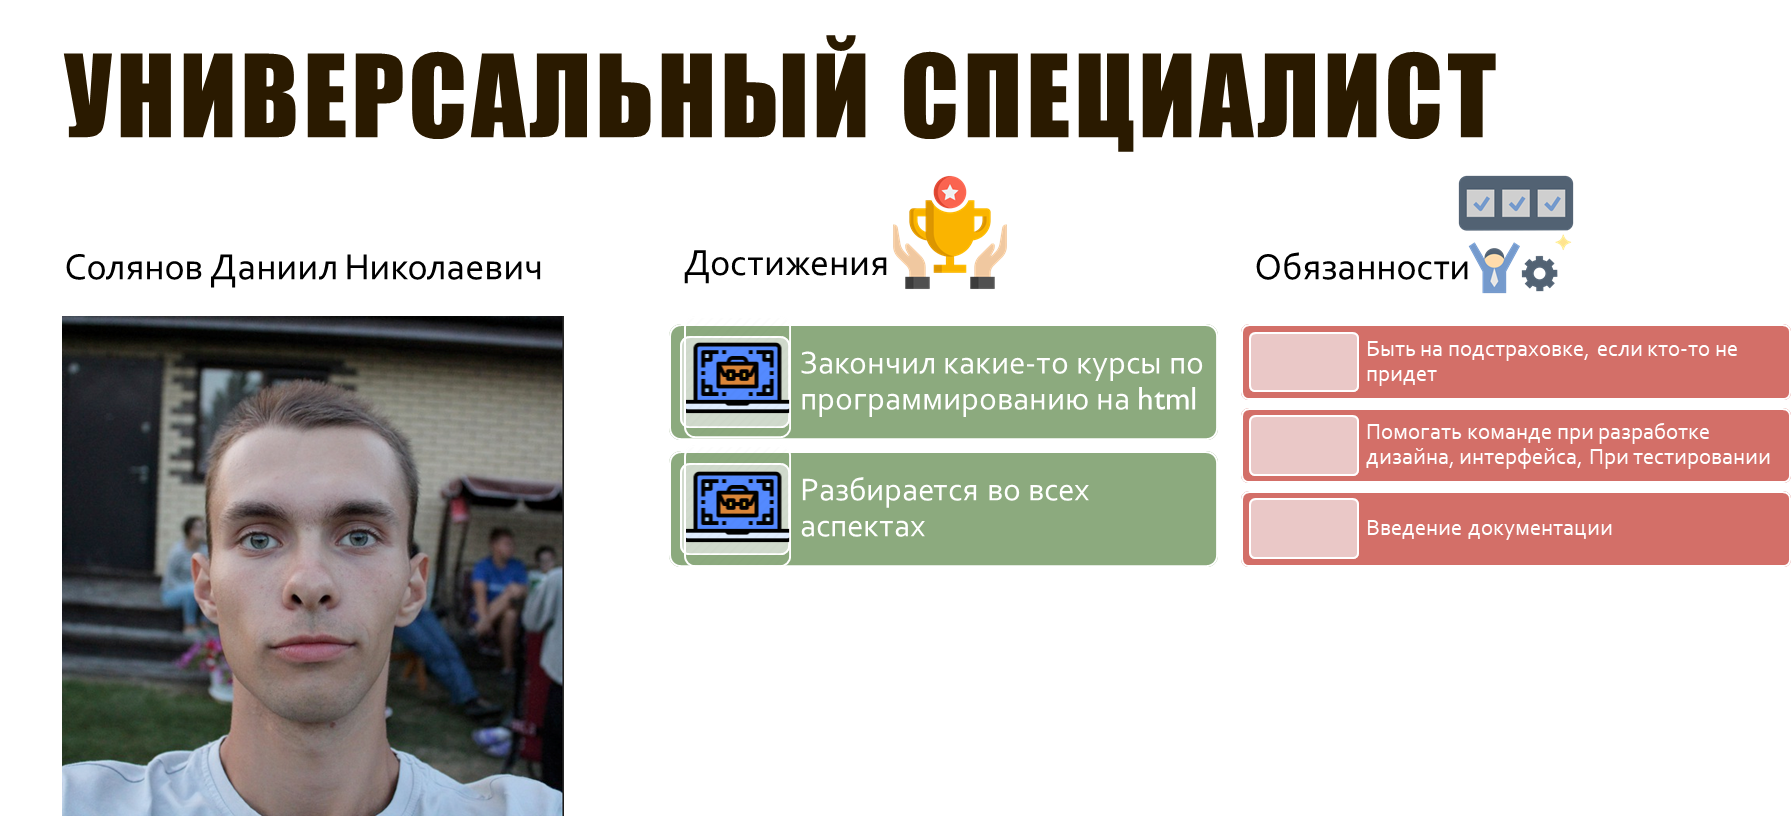 УНИВЕРСАЛЬНЫЙ СПЕЦИАЛИСТ
Солянов Даниил Николаевич
Достижения
Закончил какие-то курсы по
программированию на html
Разбирается во всех
аспектах
Обязанности
Быть на подстраховке, если кто-то не
придет
Помогать команде при разработке
дизайна, интерфейса, При тестировании
Введение документации